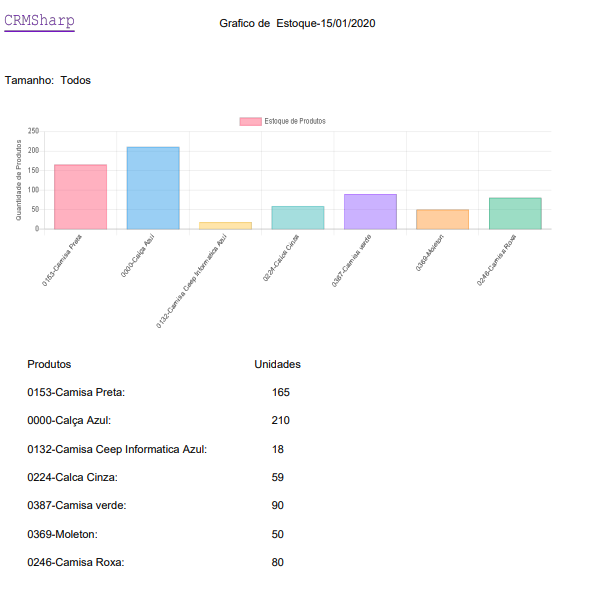 CRMSharp
Grafico de Estoque-15/01/2020
Tamanho: Todos
Estoque de Produtos
Quantidade de Produtos
250
200
150
100
50
0
0153-Camisa Preta
0000-Calça Azul
0132-Camisa Ceep Informatica Azul
0224-Calca Cinza
0387-Camisa verde
0369-Moleton
0246-Camisa Roxa
Produtos Unidades
0153-Camisa Preta: 165
0000-Calça Azul: 210
0132-Camisa Ceep Informatica Azul: 18
0224-Calca Cinza: 59
0387-Camisa verde: 90
0369-Moleton: 50
0246-Camisa Roxa: 80